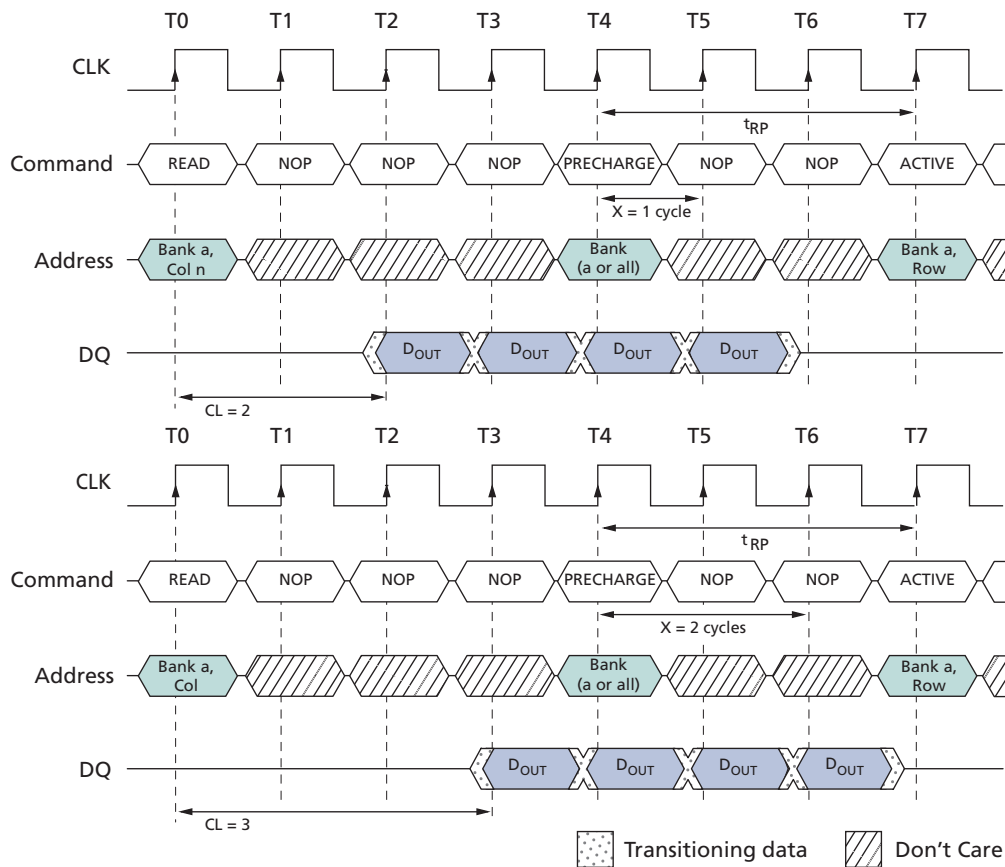 T0 T1 T2 T3 T4 T5 T6 T7
CLK
tRP
Command READ NOP NOP NOP PRECHARGE NOP NOP ACTIVE
X = 1 cycle
Address Bank a, Col n Bank (a or all) Bank a, Row
DQ DOUT DOUT DOUT DOUT
CL = 2
T0 T1 T2 T3 T4 T5 T6 T7
CLK
tRP
Command READ NOP NOP NOP PRECHARGE NOP NOP ACTIVE
X = 2 cycles
Address Bank a, Col Bank (a or all) Bank a, Row
DQ DOUT DOUT DOUT DOUT
CL = 3
Transitioning data Don't Care